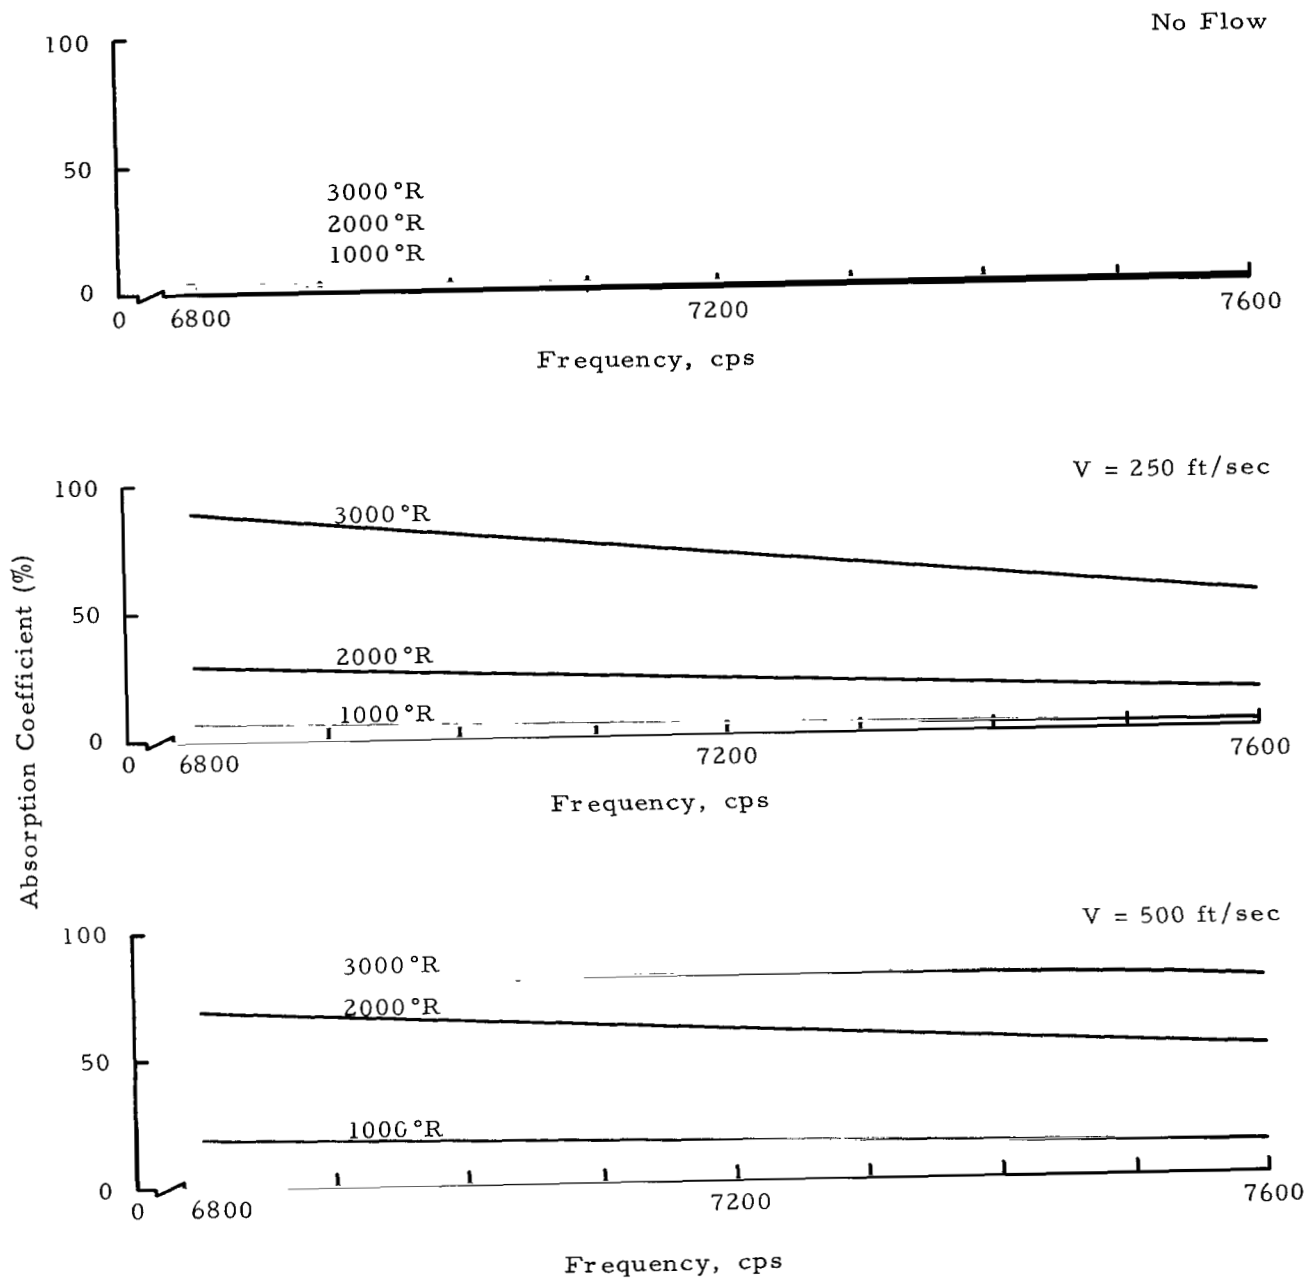 No Flow
100
50
3000°R
2000°R
1000°R
0
0 6800 7200 7600
Frequency, cps
Absorption Coefficient (%)
V = 250 ft/sec
100
3000°R
50
2000°R
1000°R
0
0 6800 7200 7600
Frequency, cps
V = 500 ft/sec
100
3000°R
2000°R
50
1000°R
0
0 6800 7200 7600
Frequency, cps